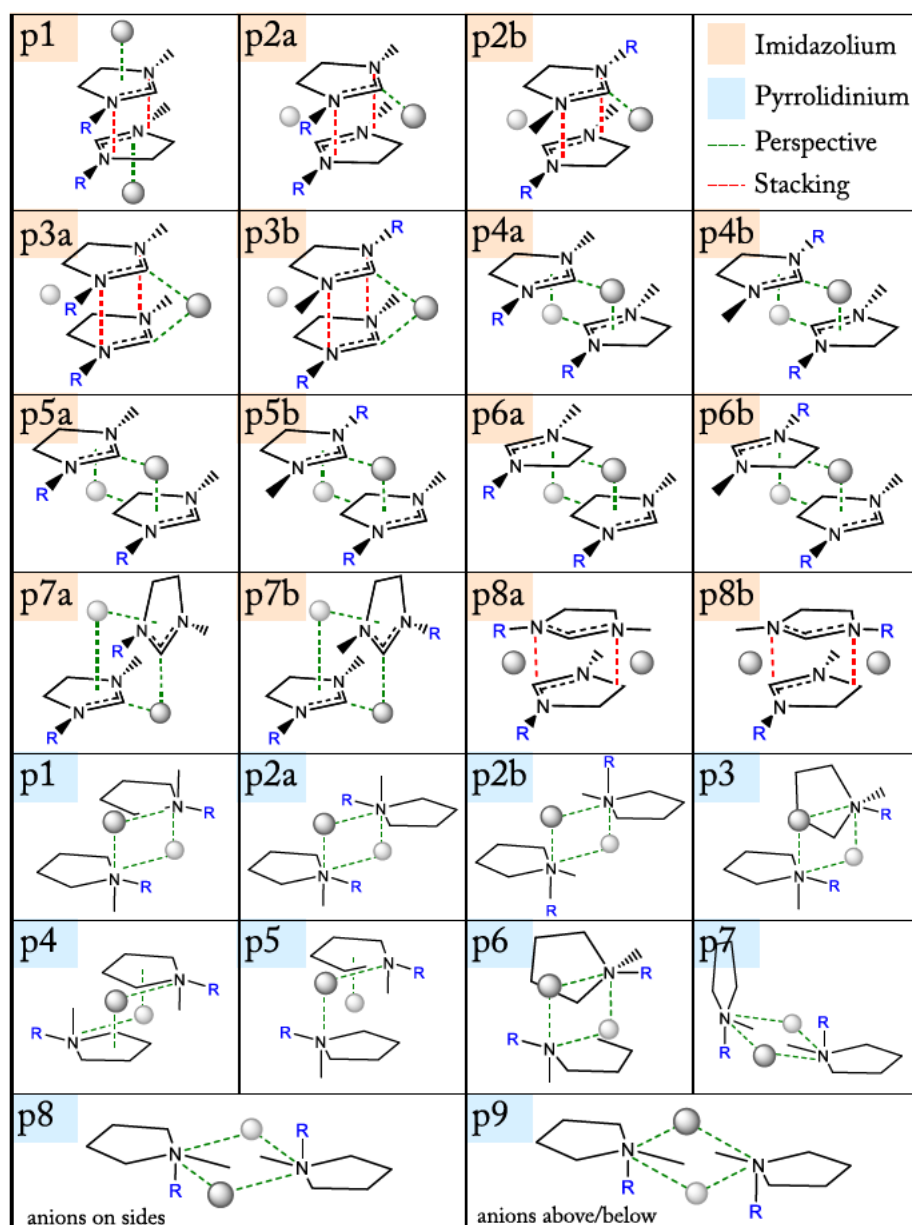 p1 p2a p2b Imidazolium
Pyrrolidinium
Perspective
Stacking
N R N N N R
N R N N N R
R N N N N R
p3a p3b p4a p4b
N N R N N R
R N N N N R
N N R N N R
N N R N N R
p5a p5b p6a p6b
N R N N N R
N R N N N R
N N R N N R
R N N N N R
p7a p7b p8a p8b
N N R N N R
N N R N N R
R N N N N R
N N R N N R
p1 p2a p2b p3
N R N R
R N N R
R N N R
N R N R
p4 p5 p6 p7
N R R N
N R R N
N R R N
N R R N
p8 p9
N R R N
anions on sides
N R N R
anions above/below